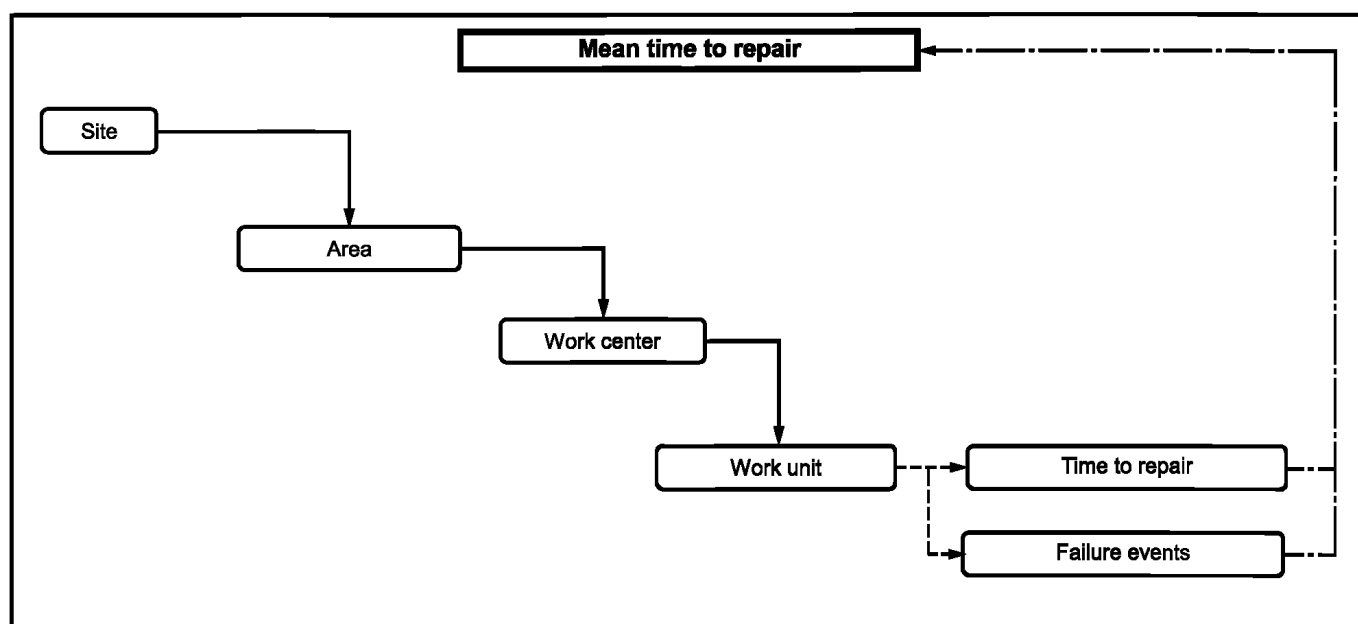 Mean time to repair
Site
Area
Work center
Work unit
Time to repair
Failure events